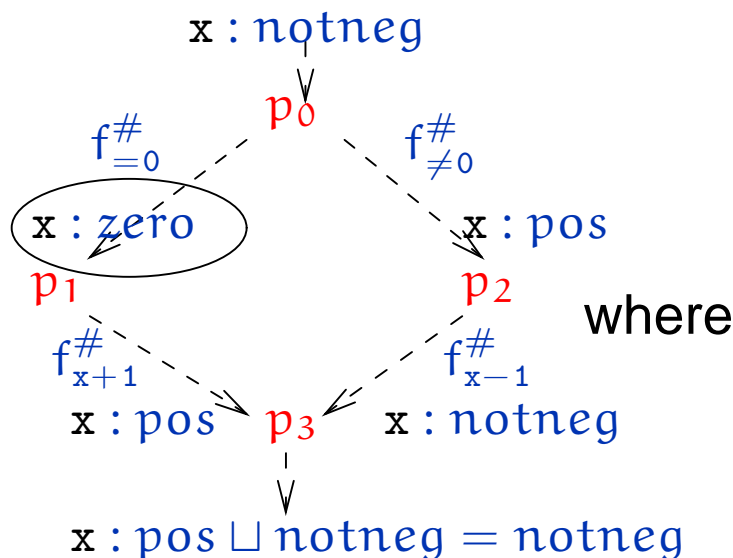 x : notneg
p₀
f^#_{=0} f^#_{≠0}
x : zero x : pos
p₁ p₂ where
f^#_{x+1} f^#_{x−1}
x : pos p₃ x : notneg
x : pos ⊔ notneg = notneg